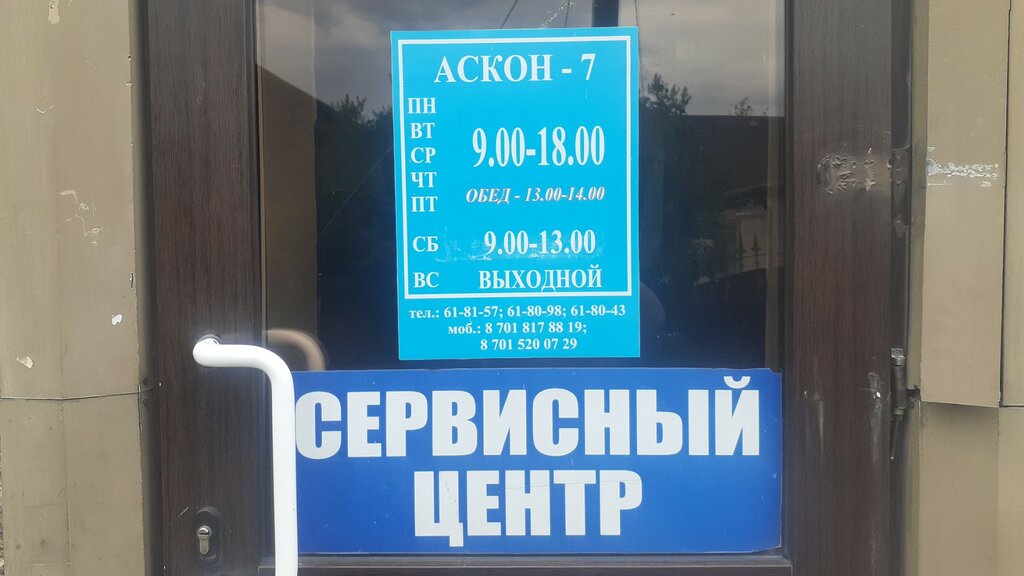 АСКОН - 7
ПН
ВТ
СР 9.00-18.00
ЧТ
ПТ ОБЕД - 13.00-14.00
СБ 9.00-13.00
ВС ВЫХОДНОЙ
тел.: 61-81-57; 61-80-98; 61-80-43
моб.: 8 701 817 88 19;
8 701 520 07 29
СЕРВИСНЫЙ
ЦЕНТР